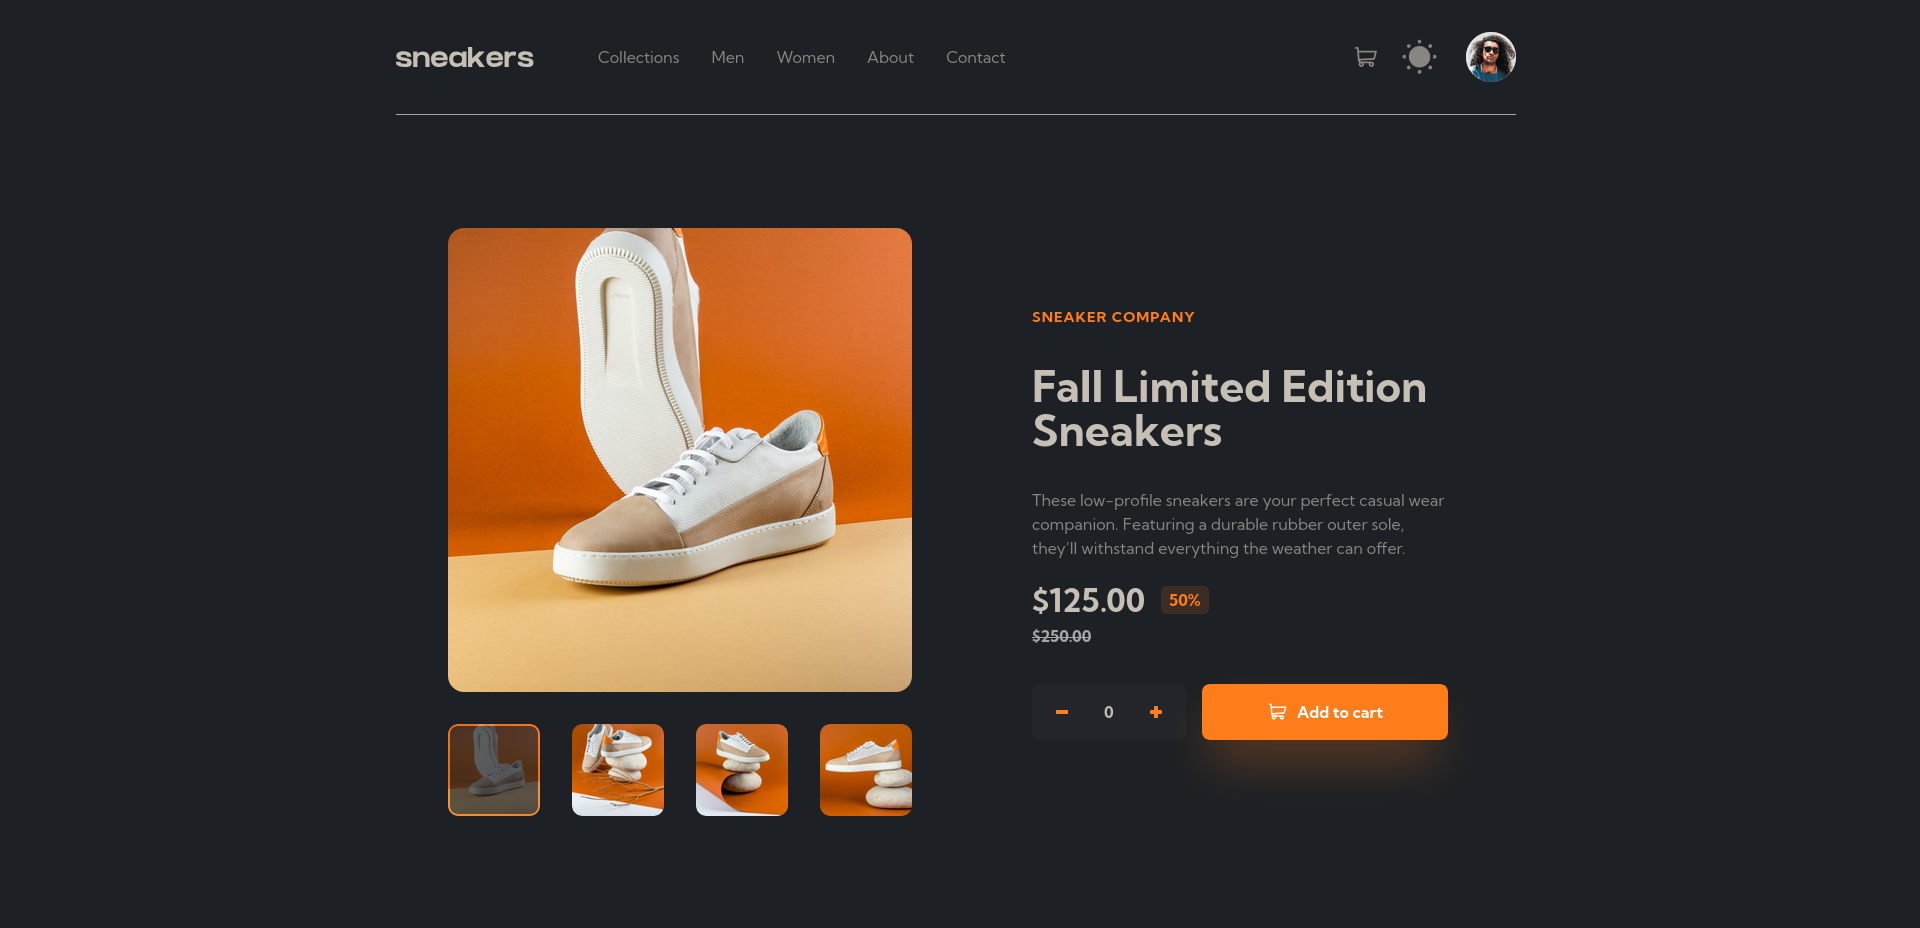 sneakers
Collections
Men
Women
About
Contact
SNEAKER COMPANY
Fall Limited Edition
Sneakers
These low-profile sneakers are your perfect casual wear
companion. Featuring a durable rubber outer sole,
they’ll withstand everything the weather can offer.
$125.00
50%
$250.00
0
Add to cart